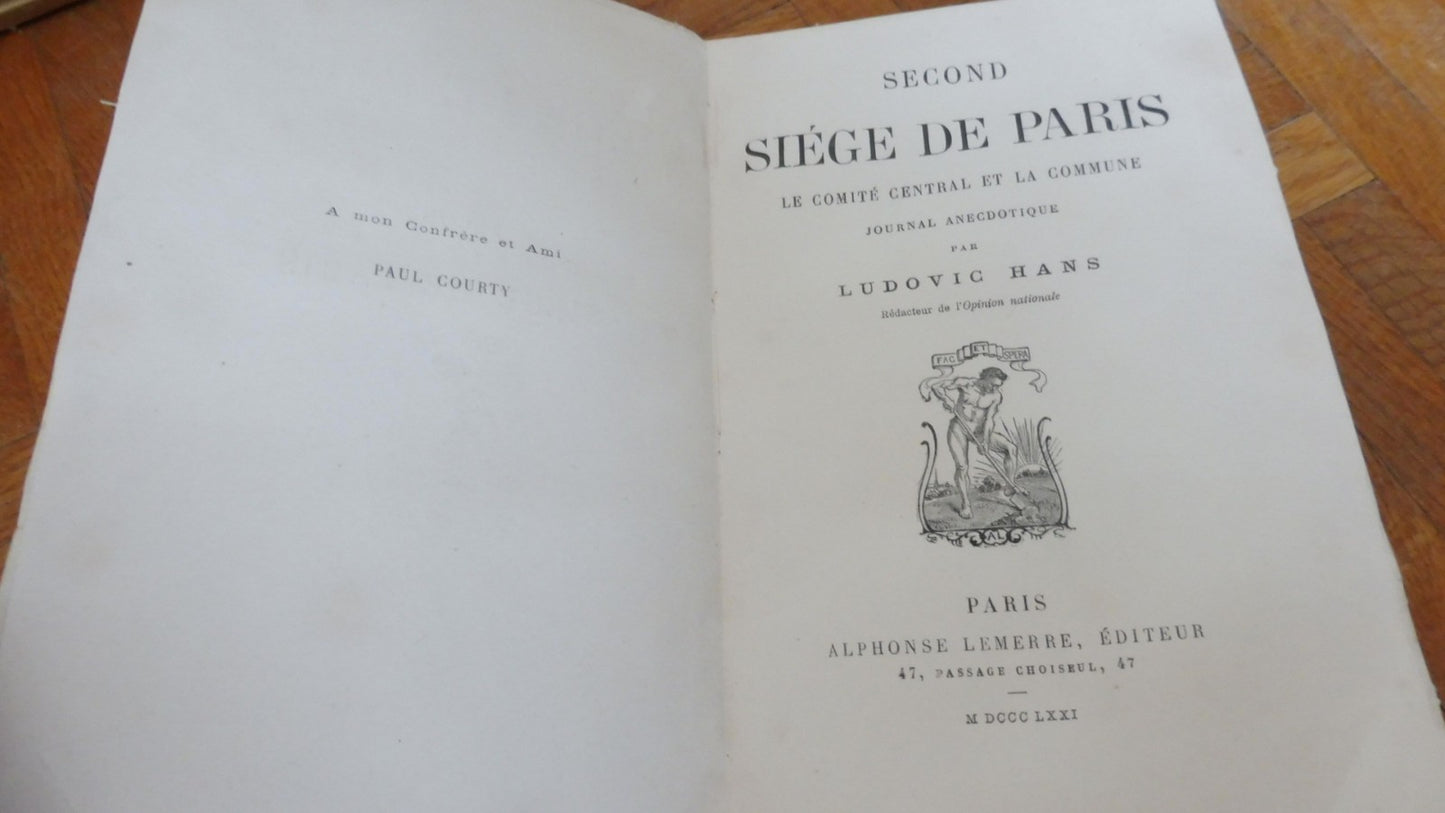 A mon Confrère et Ami
PAUL COURTY
SECOND
SIÉGE DE PARIS
LE COMITÉ CENTRAL ET LA COMMUNE
JOURNAL ANECDOTIQUE
PAR
LUDOVIC HANS
Rédacteur de l'Opinion nationale
FAC ET SPERA
AL
PARIS
ALPHONSE LEMERRE, ÉDITEUR
47, PASSAGE CHOISEUL, 47
M DCCC LXXI